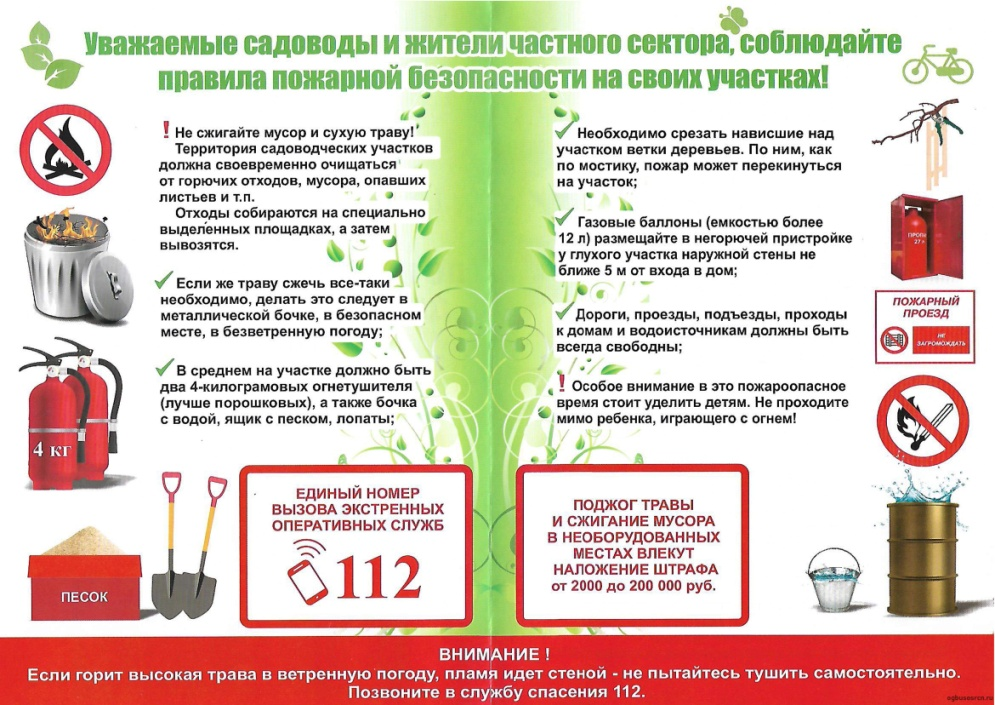 Уважаемые садоводы и жители частного сектора, соблюдайте
правила пожарной безопасности на своих участках!
! Не сжигайте мусор и сухую траву!
Территория садоводческих участков
должна своевременно очищаться
от горючих отходов, мусора, опавших
листьев и т.п.
Отходы собираются на специально
выделенных площадках, а затем
вывозятся.
Если же траву сжечь все-таки
необходимо, делать это следует в
металлической бочке, в безопасном
месте, в безветренную погоду;
В среднем на участке должно быть
два 4-килограмовых огнетушителя
(лучше порошковых), а также бочка
с водой, ящик с песком, лопаты;
4 кг
ПЕСОК
ЕДИНЫЙ НОМЕР
ВЫЗОВА ЭКСТРЕННЫХ
ОПЕРАТИВНЫХ СЛУЖБ
112
Необходимо срезать нависшие над
участком ветки деревьев. По ним, как
по мостику, пожар может перекинуться
на участок;
Газовые баллоны (емкостью более
12 л) размещайте в негорючей пристройке
у глухого участка наружной стены не
ближе 5 м от входа в дом;
Дороги, проезды, подъезды, проходы
к домам и водоисточникам должны быть
всегда свободны;
! Особое внимание в это пожароопасное
время стоит уделить детям. Не проходите
мимо ребенка, играющего с огнем!
ПРОПАН
27 л
ПОЖАРНЫЙ
ПРОЕЗД
НЕ
ЗАГРОМОЖДАТЬ
ПОДЖОГ ТРАВЫ
И СЖИГАНИЕ МУСОРА
В НЕОБОРУДОВАННЫХ
МЕСТАХ ВЛЕКУТ
НАЛОЖЕНИЕ ШТРАФА
от 2000 до 200 000 руб.
ВНИМАНИЕ !
Если горит высокая трава в ветренную погоду, пламя идет стеной - не пытайтесь тушить самостоятельно.
Позвоните в службу спасения 112.